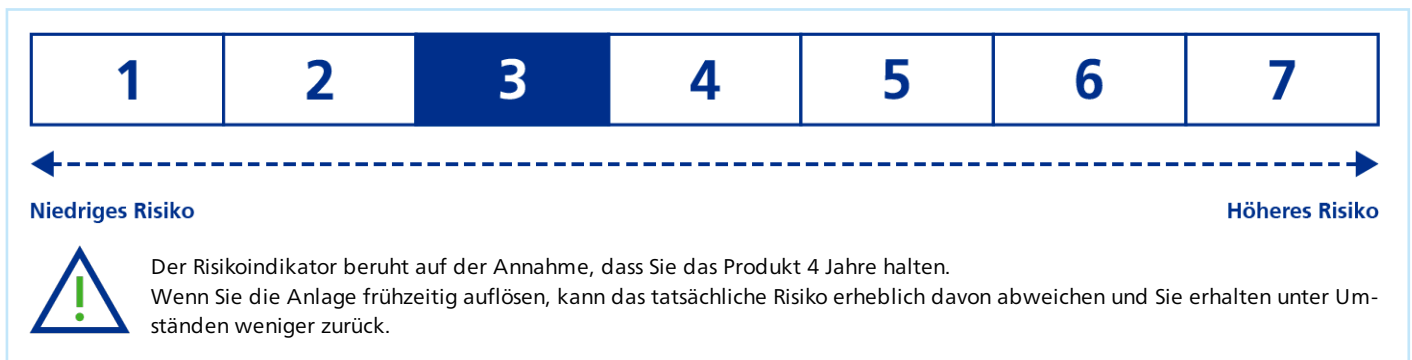 1 2 3 4 5 6 7
Niedriges Risiko Höheres Risiko
Der Risikoindikator beruht auf der Annahme, dass Sie das Produkt 4 Jahre halten.
Wenn Sie die Anlage frühzeitig auflösen, kann das tatsächliche Risiko erheblich davon abweichen und Sie erhalten unter Um-
ständen weniger zurück.